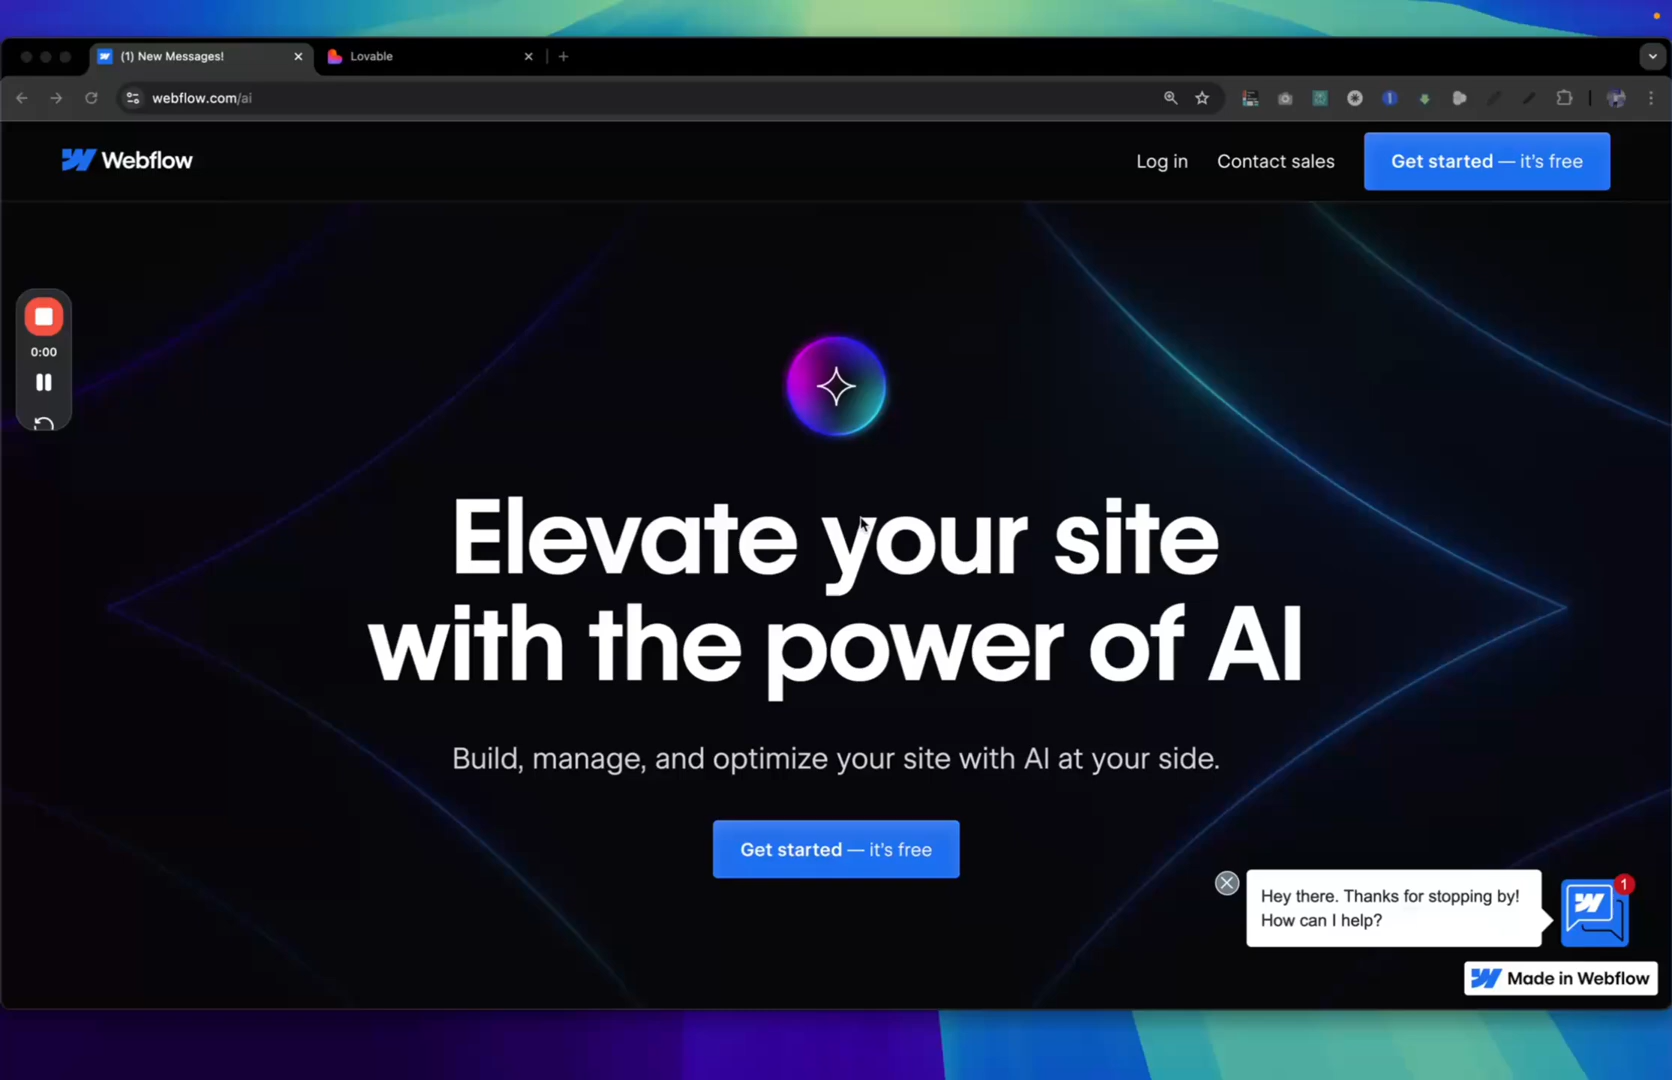 (1) New Messages!
Lovable
webflow.com/ai
Webflow
Log in
Contact sales
Get started — it's free
0:00
Elevate your site
with the power of AI
Build, manage, and optimize your site with AI at your side.
Get started — it's free
Hey there. Thanks for stopping by!
How can I help?
1
Made in Webflow